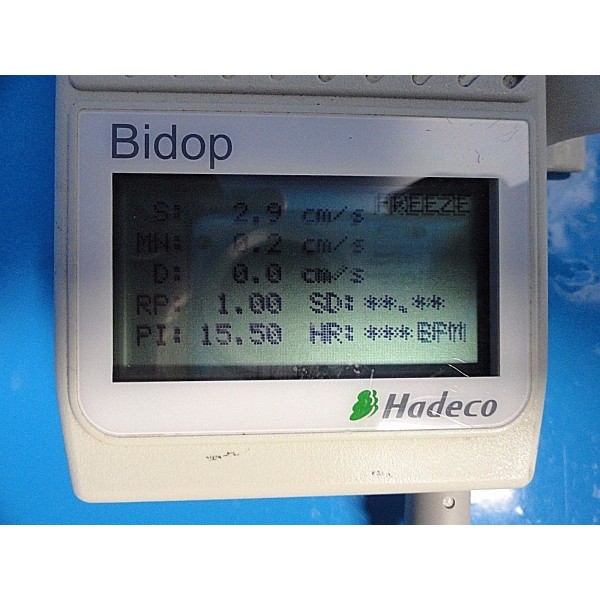 Bidop
FREEZE
S: 2.9 cm/s
MN: 0.2 cm/s
D: 0.0 cm/s
RP: 1.00 SD: **.**
PI: 15.50 HR: ***BPM
Hadeco